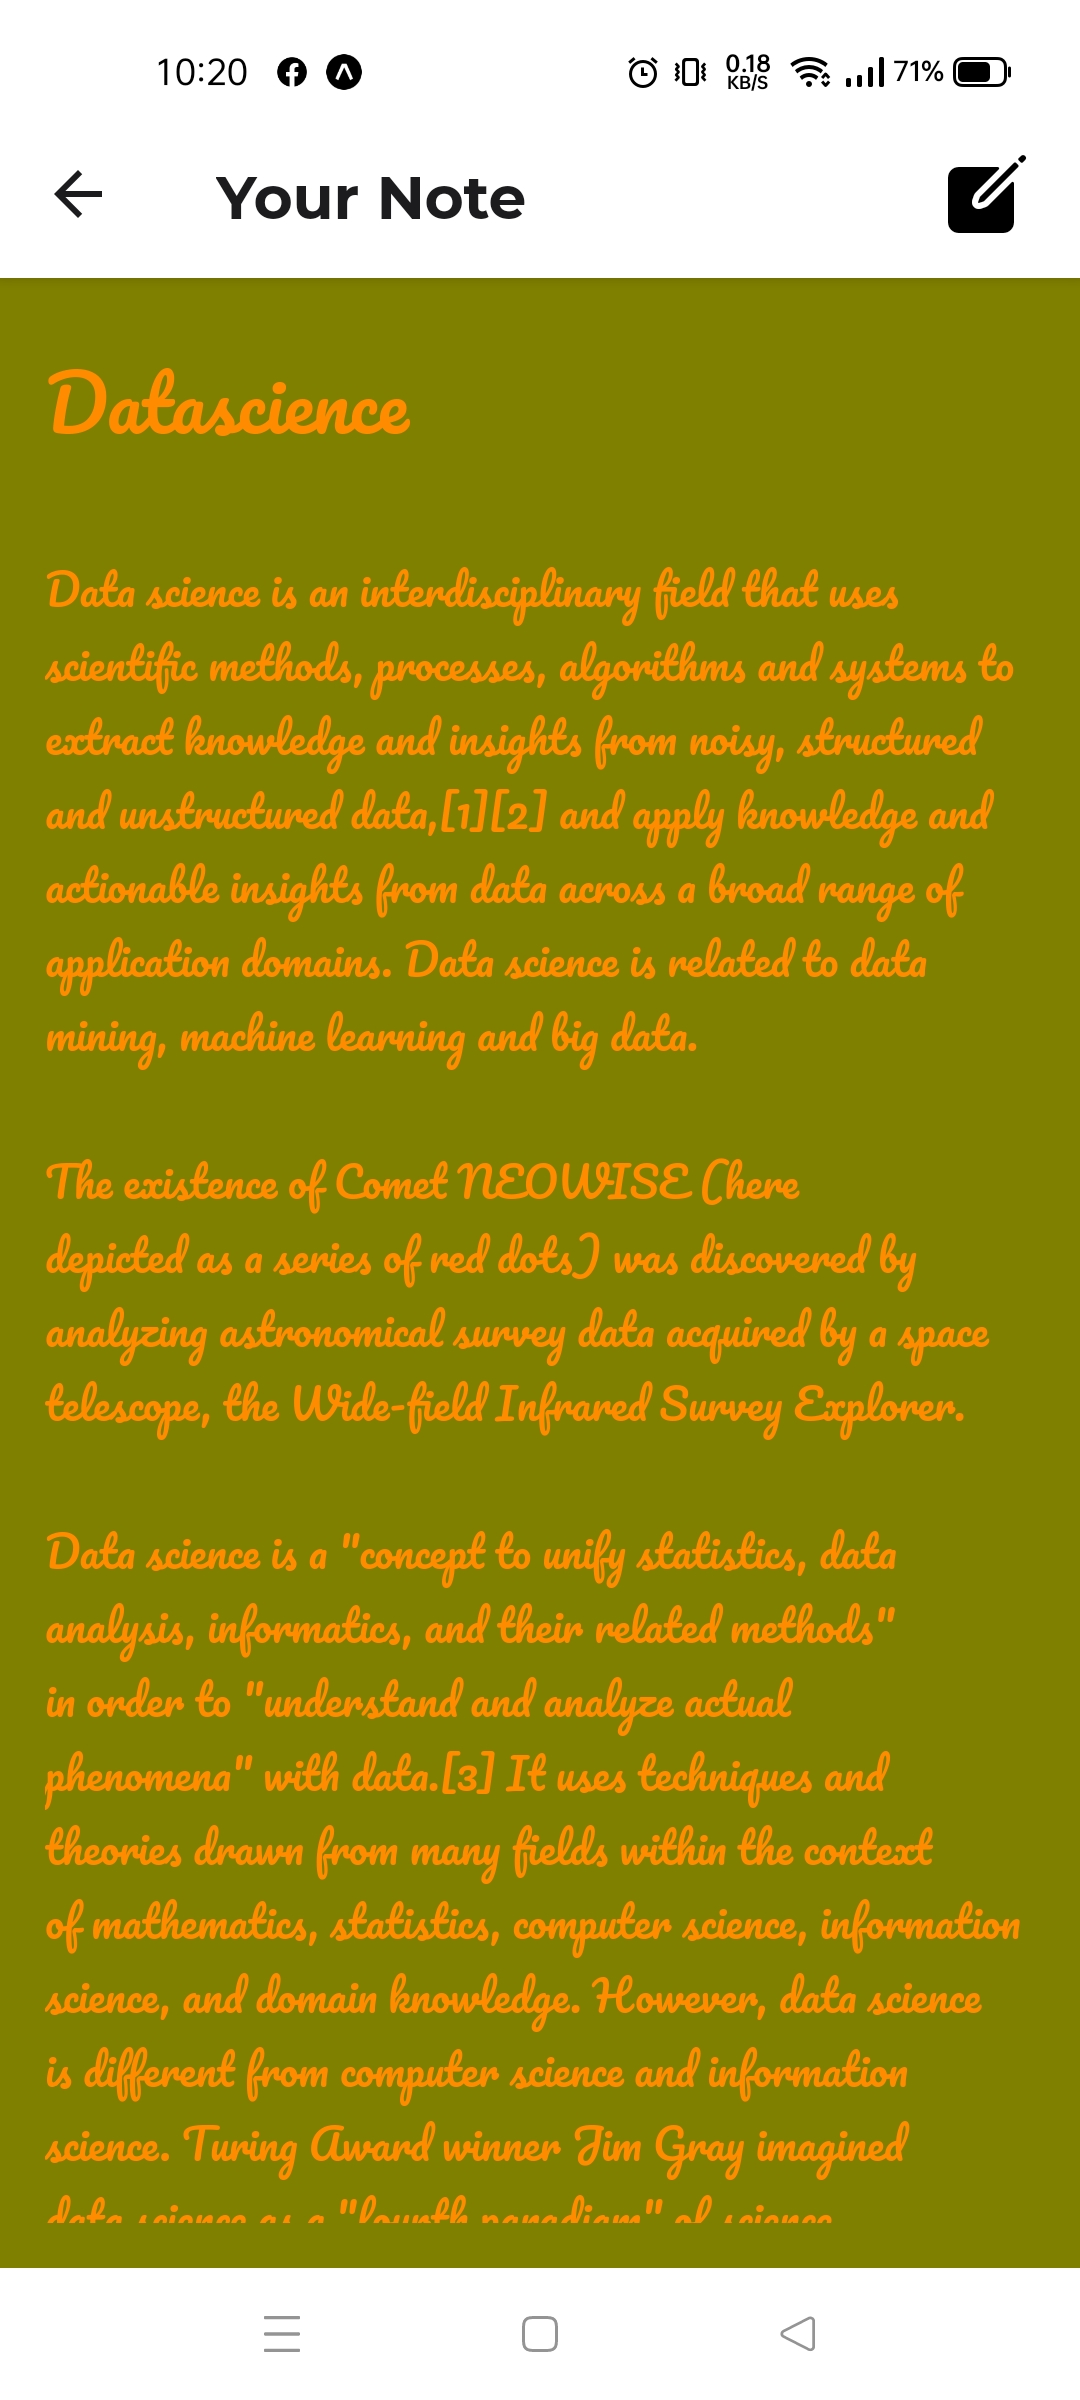 10:20
0.18
KB/S
71%
Your Note
Datascience
Data science is an interdisciplinary field that uses
scientific methods, processes, algorithms and systems to
extract knowledge and insights from noisy, structured
and unstructured data,[1][2] and apply knowledge and
actionable insights from data across a broad range of
application domains. Data science is related to data
mining, machine learning and big data.
The existence of Comet NEOWISE (here
depicted as a series of red dots) was discovered by
analyzing astronomical survey data acquired by a space
telescope, the Wide-field Infrared Survey Explorer.
Data science is a "concept to unify statistics, data
analysis, informatics, and their related methods"
in order to "understand and analyze actual
phenomena" with data.[3] It uses techniques and
theories drawn from many fields within the context
of mathematics, statistics, computer science, information
science, and domain knowledge. However, data science
is different from computer science and information
science. Turing Award winner Jim Gray imagined
data science as a "fourth paradigm" of science